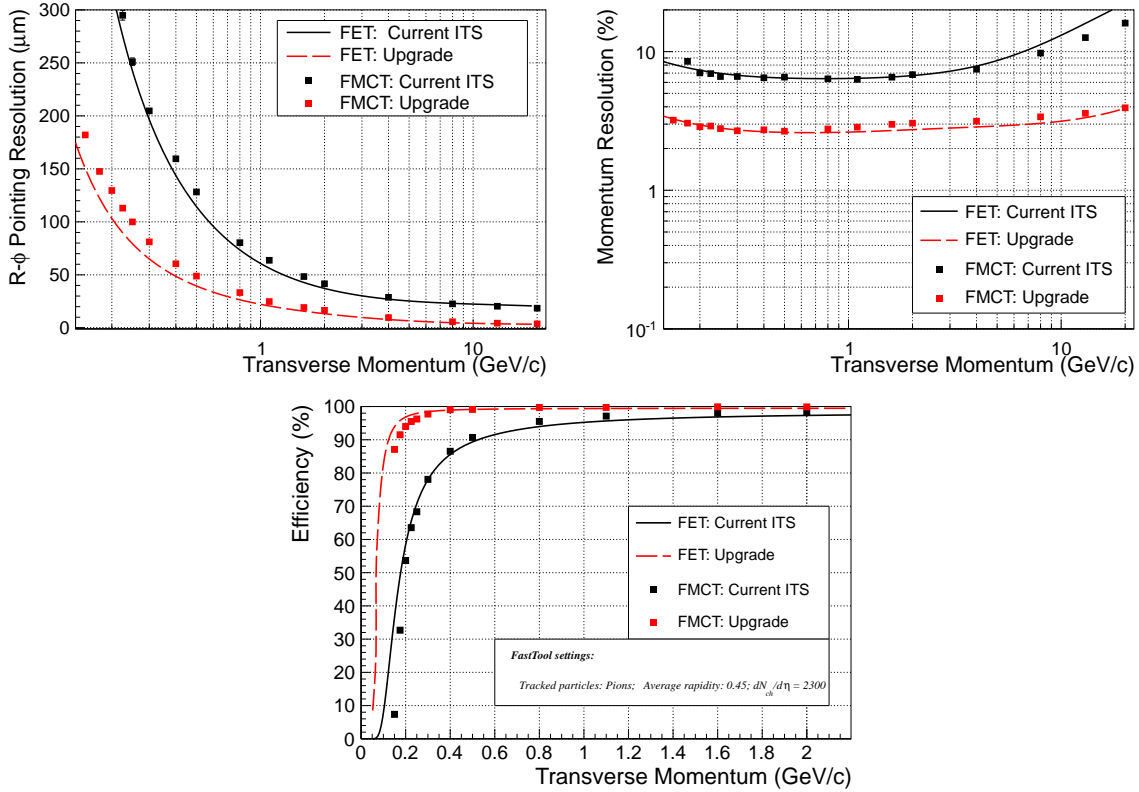 R-ϕ Pointing Resolution (μm)
300
250
200
150
100
50
0
1
10
Transverse Momentum (GeV/c)
FET: Current ITS
FET: Upgrade
FMCT: Current ITS
FMCT: Upgrade
Momentum Resolution (%)
10
1
10⁻¹
1
10
Transverse Momentum (GeV/c)
FET: Current ITS
FET: Upgrade
FMCT: Current ITS
FMCT: Upgrade
Efficiency (%)
100
90
80
70
60
50
40
30
20
10
0
0 0.2 0.4 0.6 0.8 1 1.2 1.4 1.6 1.8 2
Transverse Momentum (GeV/c)
FET: Current ITS
FET: Upgrade
FMCT: Current ITS
FMCT: Upgrade
FastTool settings:
Tracked particles: Pions; Average rapidity: 0.45; dN_ch/dη = 2300